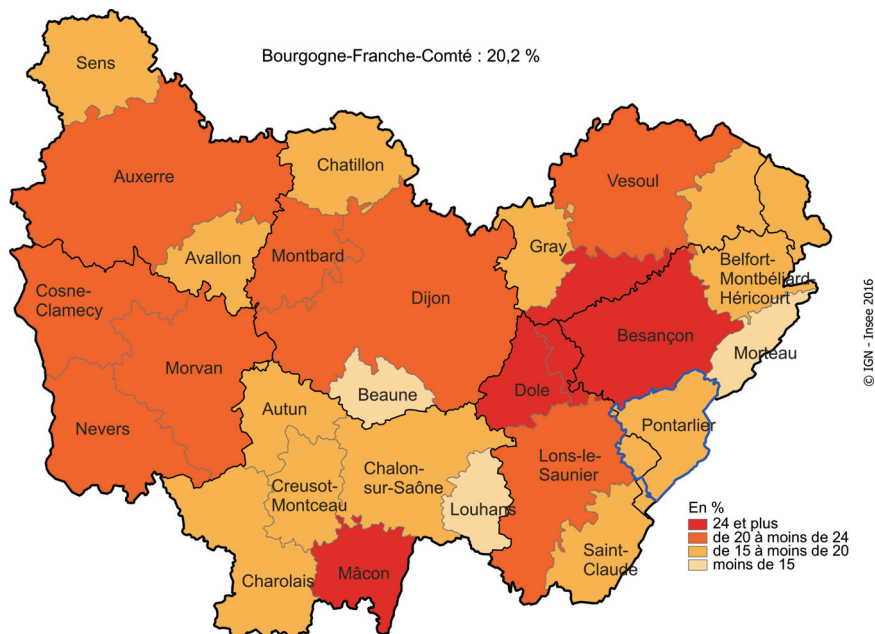 Sens
Bourgogne-Franche-Comté : 20,2 %
Auxerre
Chatillon
Vesoul
Avallon
Montbard
Gray
Belfort-
Montbéliard-
Héricourt
Cosne-
Clamecy
Dijon
Besançon
Morteau
Morvan
Beaune
Dole
Autun
Pontarlier
Nevers
Chalon-
sur-Saône
Lons-le-
Saunier
Creusot-
Montceau
Louhans
Saint-
Claude
Charolais
Mâcon
En %
24 et plus
de 20 à moins de 24
de 15 à moins de 20
moins de 15
© IGN - Insee 2016